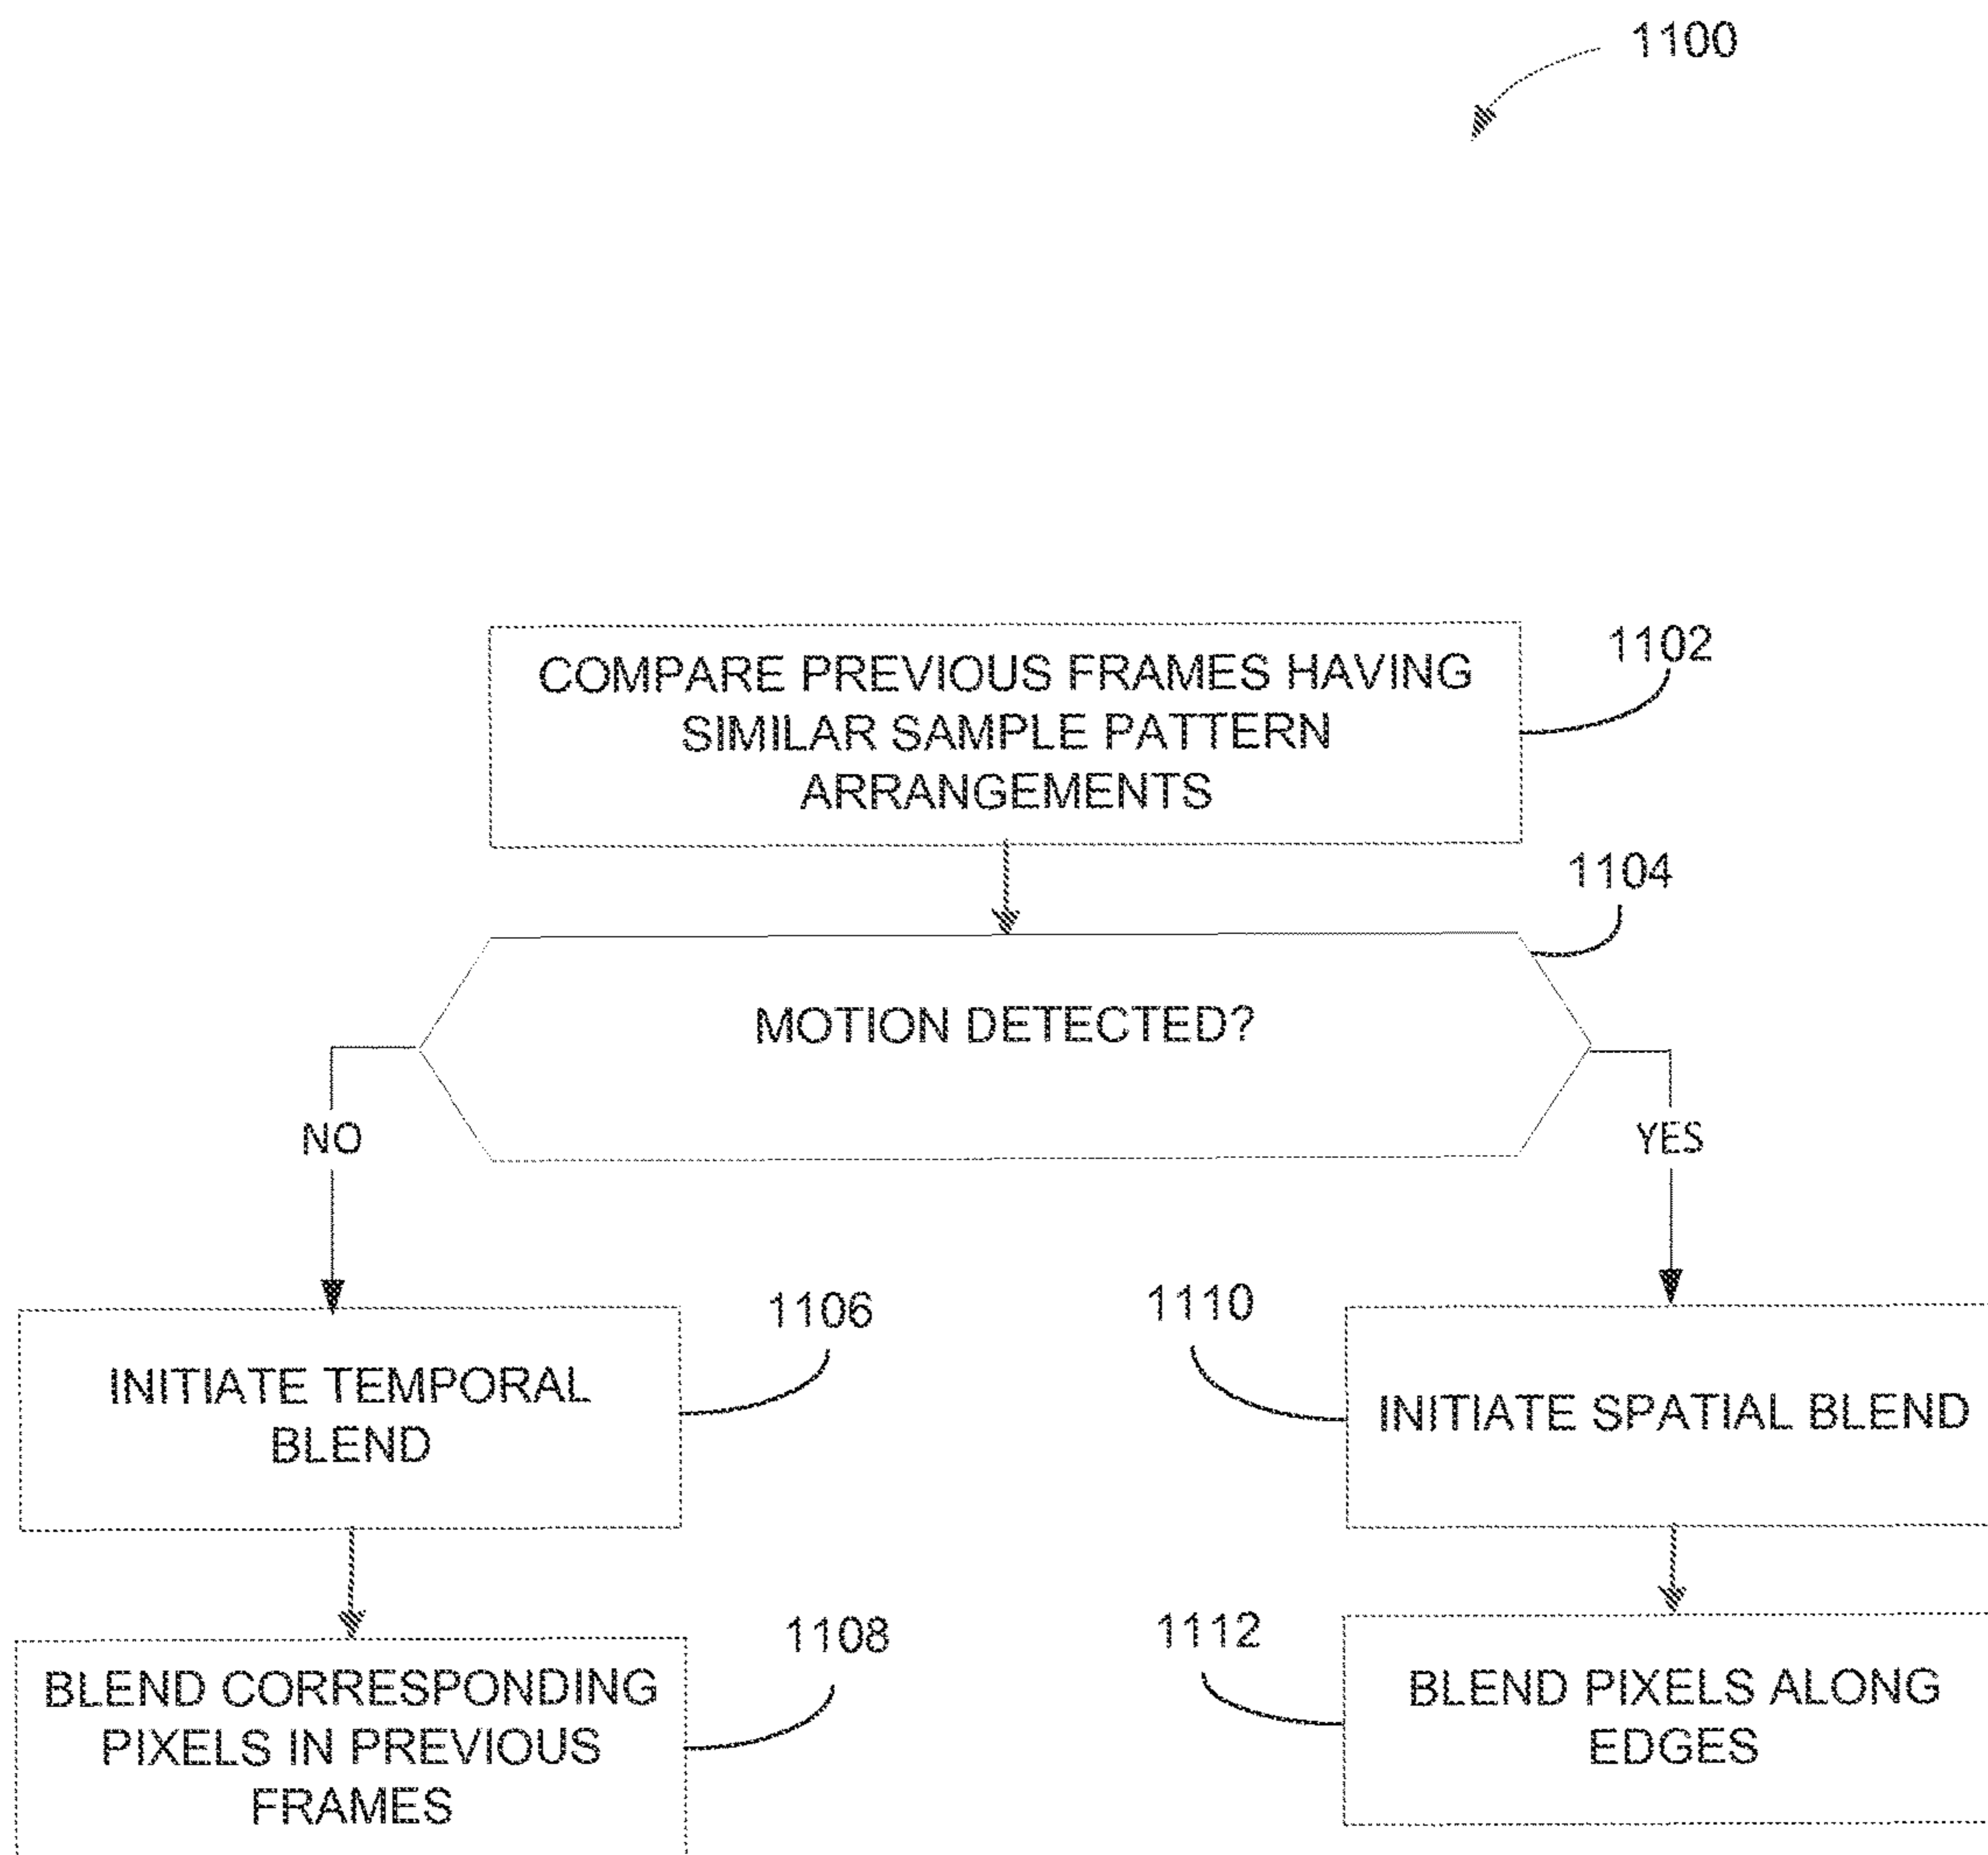 1100
COMPARE PREVIOUS FRAMES HAVING
SIMILAR SAMPLE PATTERN
ARRANGEMENTS
1102
1104
MOTION DETECTED?
NO
YES
INITIATE TEMPORAL
BLEND
1106
1110
INITIATE SPATIAL BLEND
BLEND CORRESPONDING
PIXELS IN PREVIOUS
FRAMES
1108
1112
BLEND PIXELS ALONG
EDGES